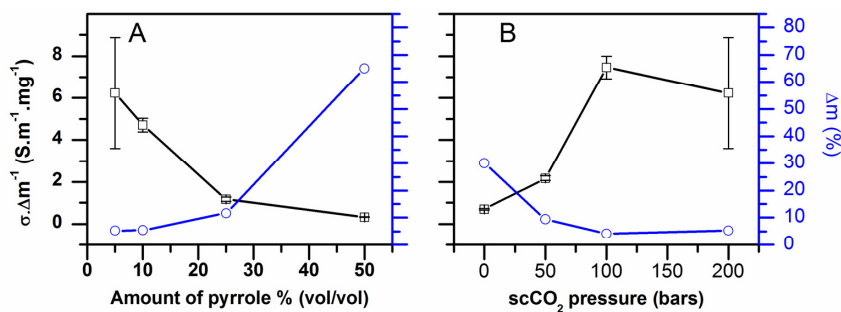 A
B
σ.Δm⁻¹ (S.m⁻¹.mg⁻¹)
8
6
4
2
0
0 10 20 30 40 50
Amount of pyrrole % (vol/vol)
0 50 100 150 200
scCO₂ pressure (bars)
80
70
60
50
40
30
20
10
0
Δm (%)